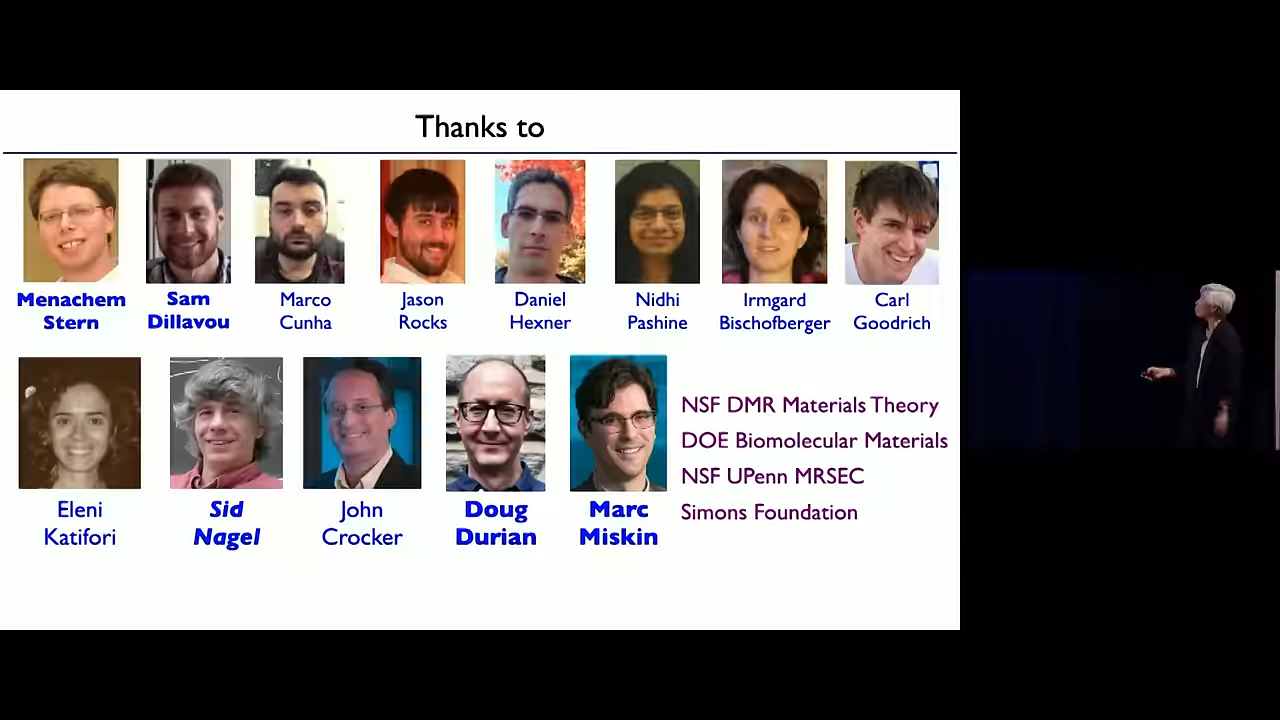 Thanks to
Menachem Stern
Sam Dillavou
Marco Cunha
Jason Rocks
Daniel Hexner
Nidhi Pashine
Irmgard Bischofberger
Carl Goodrich
Eleni Katifori
Sid Nagel
John Crocker
Doug Durian
Marc Miskin
NSF DMR Materials Theory
DOE Biomolecular Materials
NSF UPenn MRSEC
Simons Foundation